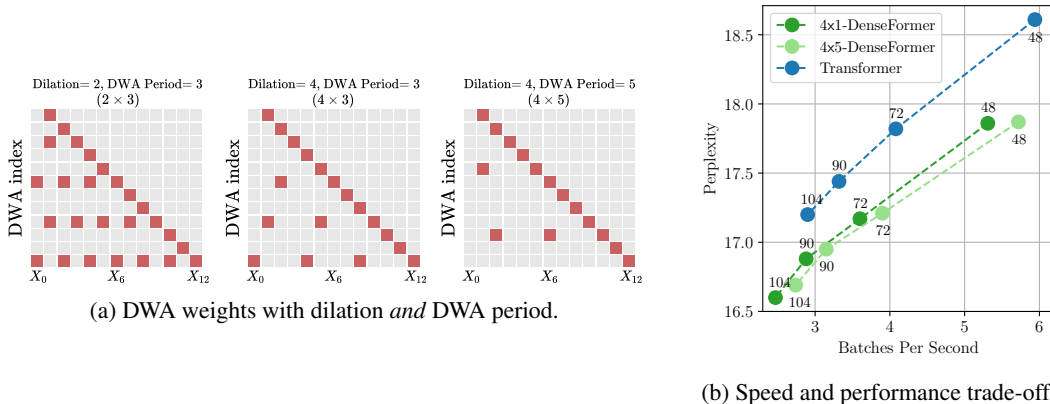 Dilation= 2, DWA Period= 3
(2 × 3)
Dilation= 4, DWA Period= 3
(4 × 3)
Dilation= 4, DWA Period= 5
(4 × 5)
DWA index
DWA index
DWA index
X0 X6 X12
X0 X6 X12
X0 X6 X12
(a) DWA weights with dilation and DWA period.
4x1-DenseFormer
4x5-DenseFormer
Transformer
Perplexity
18.5
18.0
17.5
17.0
16.5
48
72
90
104
48
72
90
104
48
72
90
104
3 4 5 6
Batches Per Second
(b) Speed and performance trade-off